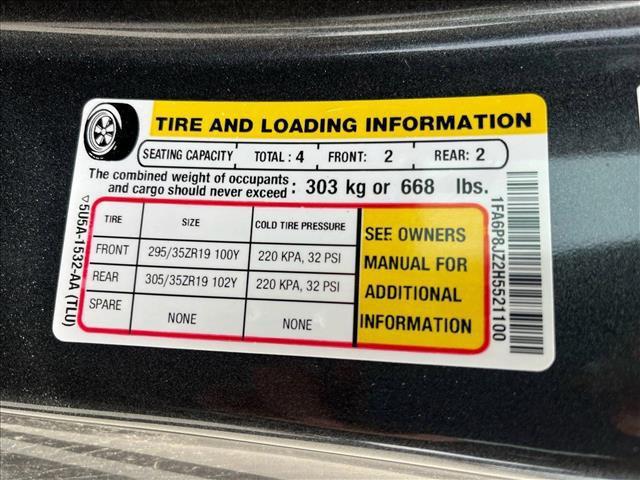 TIRE AND LOADING INFORMATION
SEATING CAPACITY TOTAL : 4 FRONT: 2 REAR: 2
The combined weight of occupants and cargo should never exceed : 303 kg or 668 lbs.
TIRE SIZE COLD TIRE PRESSURE
FRONT 295/35ZR19 100Y 220 KPA, 32 PSI
REAR 305/35ZR19 102Y 220 KPA, 32 PSI
SPARE NONE NONE
SEE OWNERS
MANUAL FOR
ADDITIONAL
INFORMATION
5U5A-1532-AA (TLU)
1FA6P8JZ2H5521100